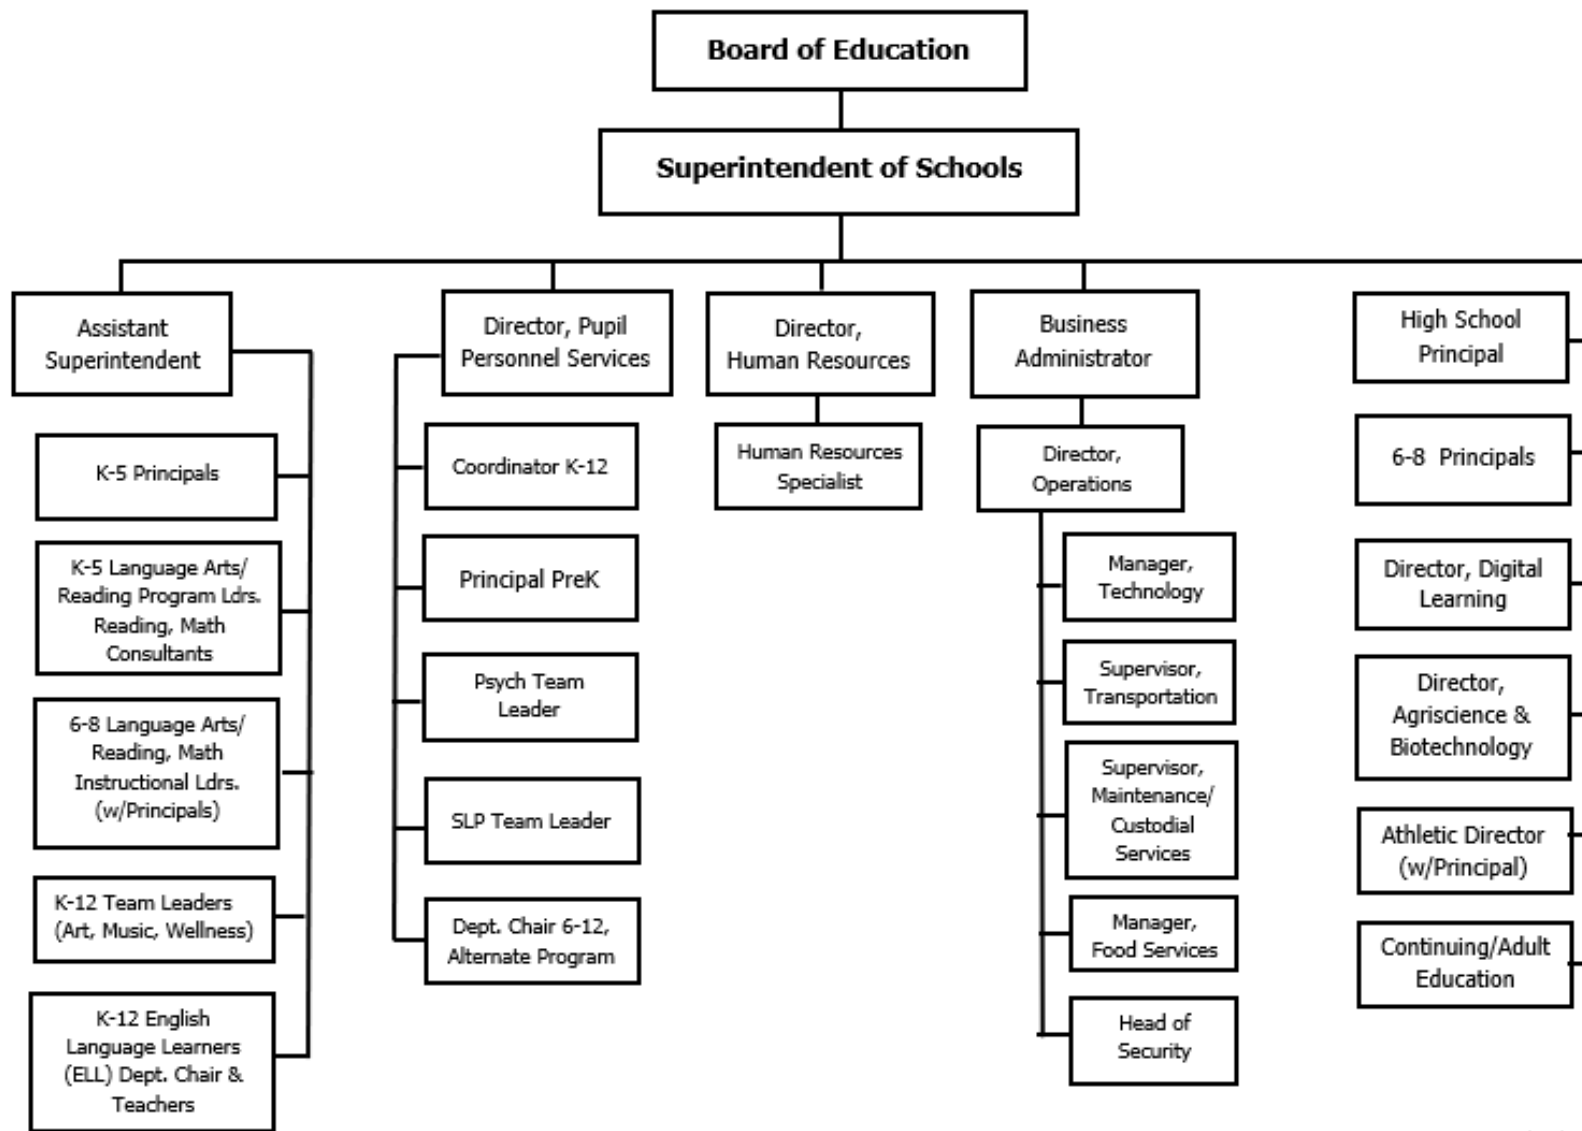 Board of Education
Superintendent of Schools
Assistant
Superintendent
K-5 Principals
K-5 Language Arts/
Reading Program Ldrs.
Reading, Math
Consultants
6-8 Language Arts/
Reading, Math
Instructional Ldrs.
(w/Principals)
K-12 Team Leaders
(Art, Music, Wellness)
K-12 English
Language Learners
(ELL) Dept. Chair &
Teachers
Director, Pupil
Personnel Services
Coordinator K-12
Principal PreK
Psych Team
Leader
SLP Team Leader
Dept. Chair 6-12,
Alternate Program
Director,
Human Resources
Human Resources
Specialist
Business
Administrator
Director,
Operations
Manager,
Technology
Supervisor,
Transportation
Supervisor,
Maintenance/
Custodial
Services
Manager,
Food Services
Head of
Security
High School
Principal
6-8 Principals
Director, Digital
Learning
Director,
Agriscience &
Biotechnology
Athletic Director
(w/Principal)
Continuing/Adult
Education